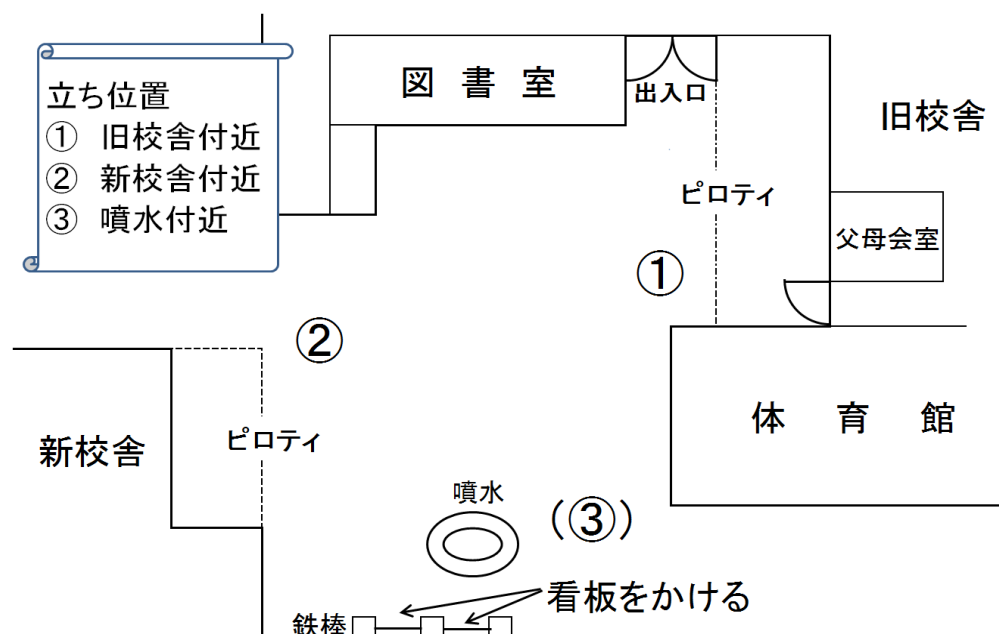 立ち位置
① 旧校舎付近
② 新校舎付近
③ 噴水付近
図書室
出入口
旧校舎
ピロティ
父母会室
①
②
体育館
新校舎
ピロティ
噴水
(③)
看板をかける
鉄棒